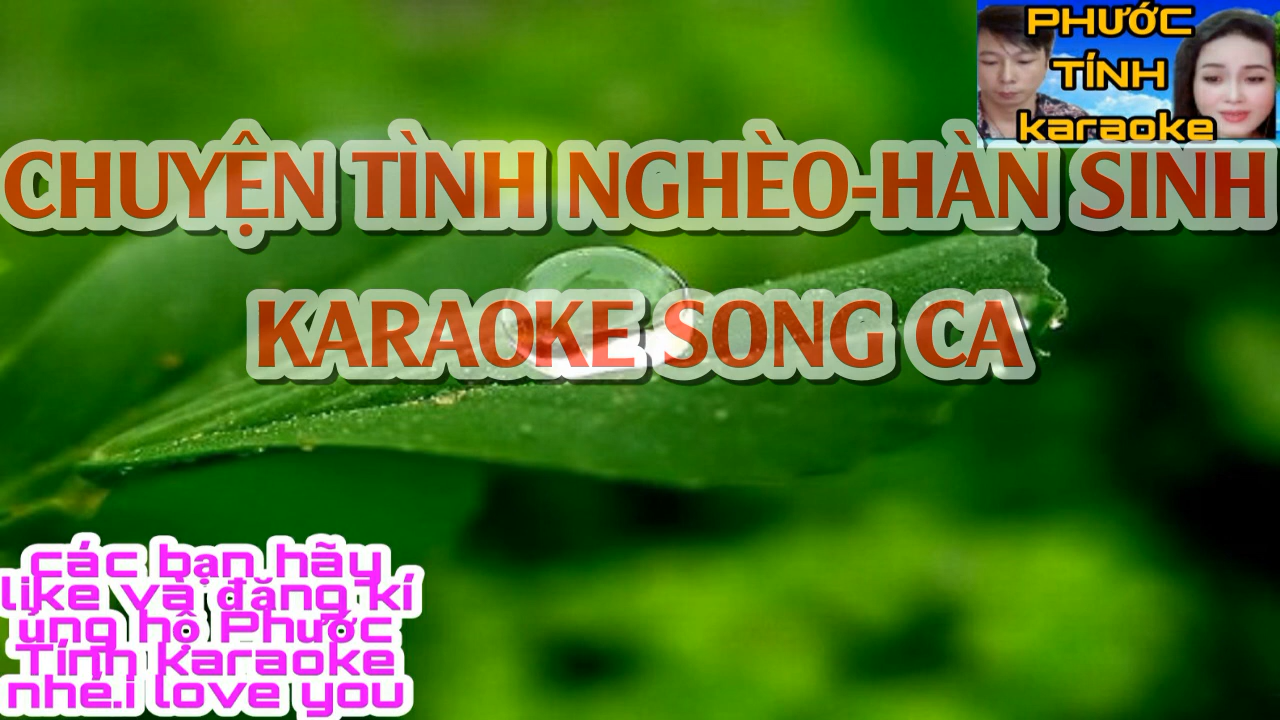 PHƯỚC
TÍNH
karaoke
CHUYỆN TÌNH NGHÈO-HÀN SINH
KARAOKE SONG CA
các bạn hãy
like và đăng kí
ủng hộ Phước
Tính karaoke
nhé.i love you